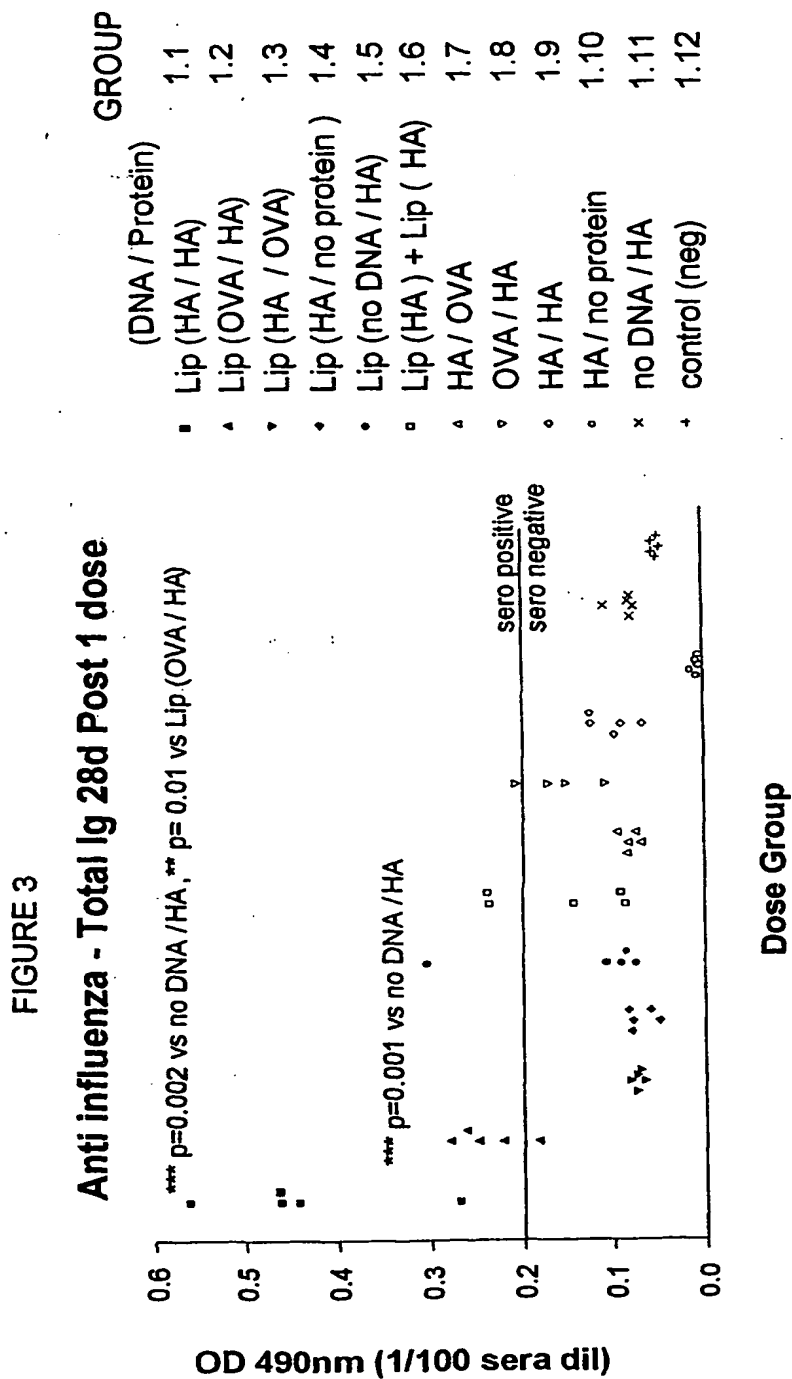 FIGURE 3
Anti influenza - Total Ig 28d Post 1 dose
*** p=0.002 vs no DNA / HA, ** p= 0.01 vs Lip (OVA / HA)
*** p=0.001 vs no DNA / HA
sero positive
sero negative
0.6
0.5
0.4
0.3
0.2
0.1
0.0
OD 490nm (1/100 sera dil)
Dose Group
(DNA / Protein) GROUP
Lip (HA / HA) 1.1
Lip (OVA / HA) 1.2
Lip (HA / OVA) 1.3
Lip (HA / no protein ) 1.4
Lip (no DNA / HA) 1.5
Lip (HA ) + Lip ( HA) 1.6
HA / OVA 1.7
OVA / HA 1.8
HA / HA 1.9
HA / no protein 1.10
no DNA / HA 1.11
control (neg) 1.12